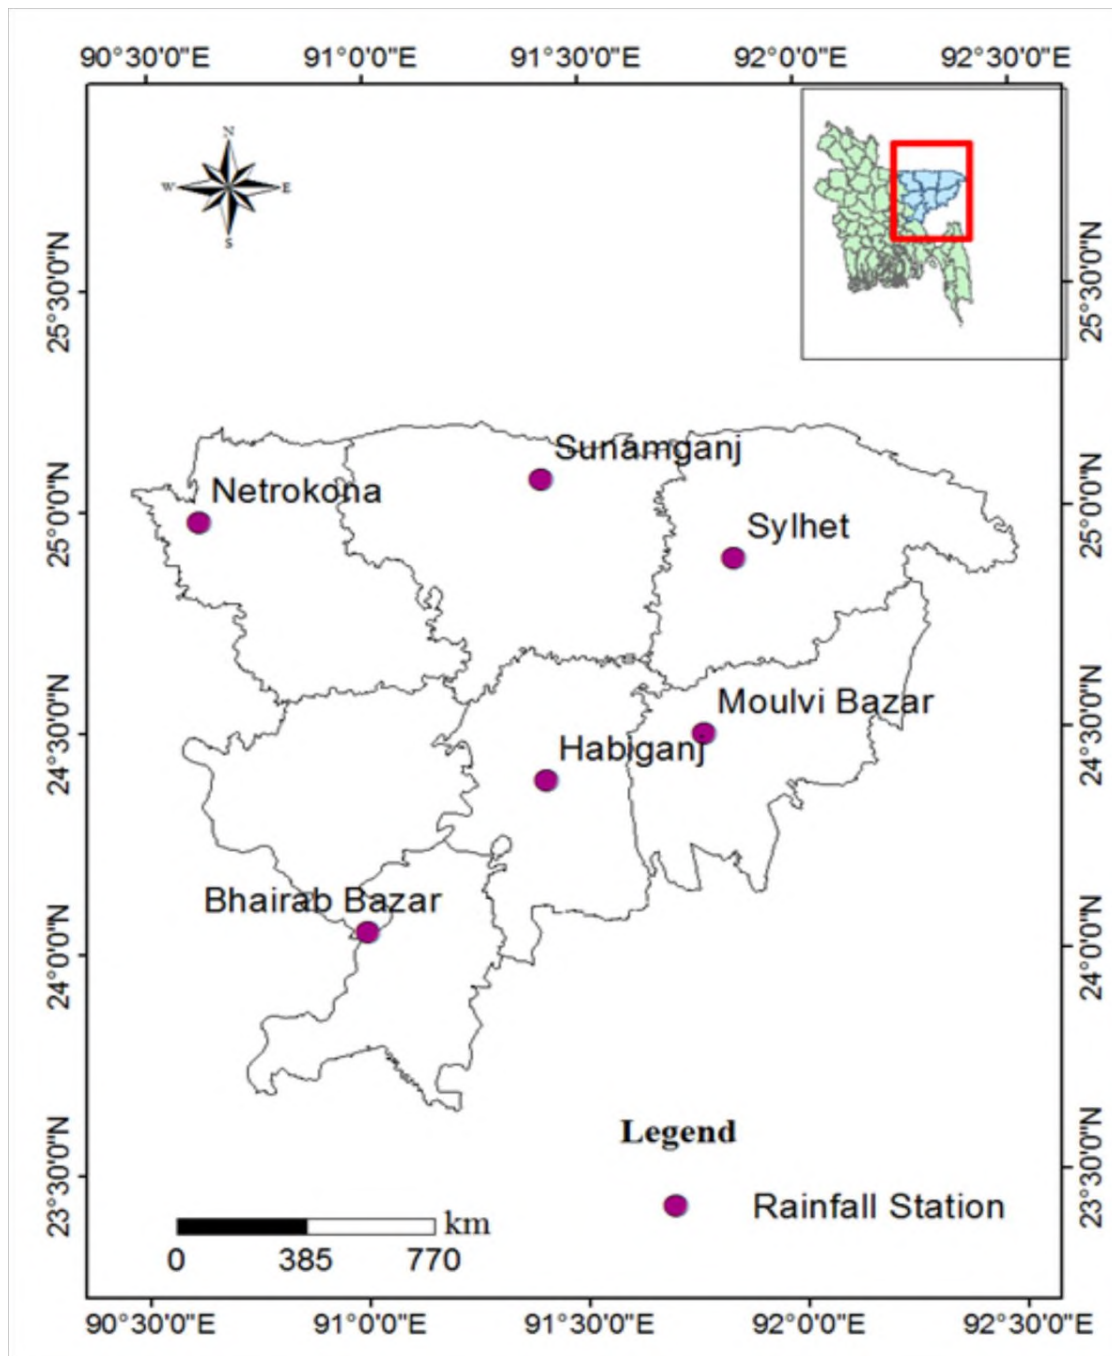 90°30'0"E 91°0'0"E 91°30'0"E 92°0'0"E 92°30'0"E
N
W E
S
25°30'0"N 25°30'0"N
Sunamganj
Netrokona
25°0'0"N 25°0'0"N
Sylhet
Moulvi Bazar
24°30'0"N 24°30'0"N
Habiganj
Bhairab Bazar
24°0'0"N 24°0'0"N
Legend
23°30'0"N 23°30'0"N
Rainfall Station
km
0 385 770
90°30'0"E 91°0'0"E 91°30'0"E 92°0'0"E 92°30'0"E